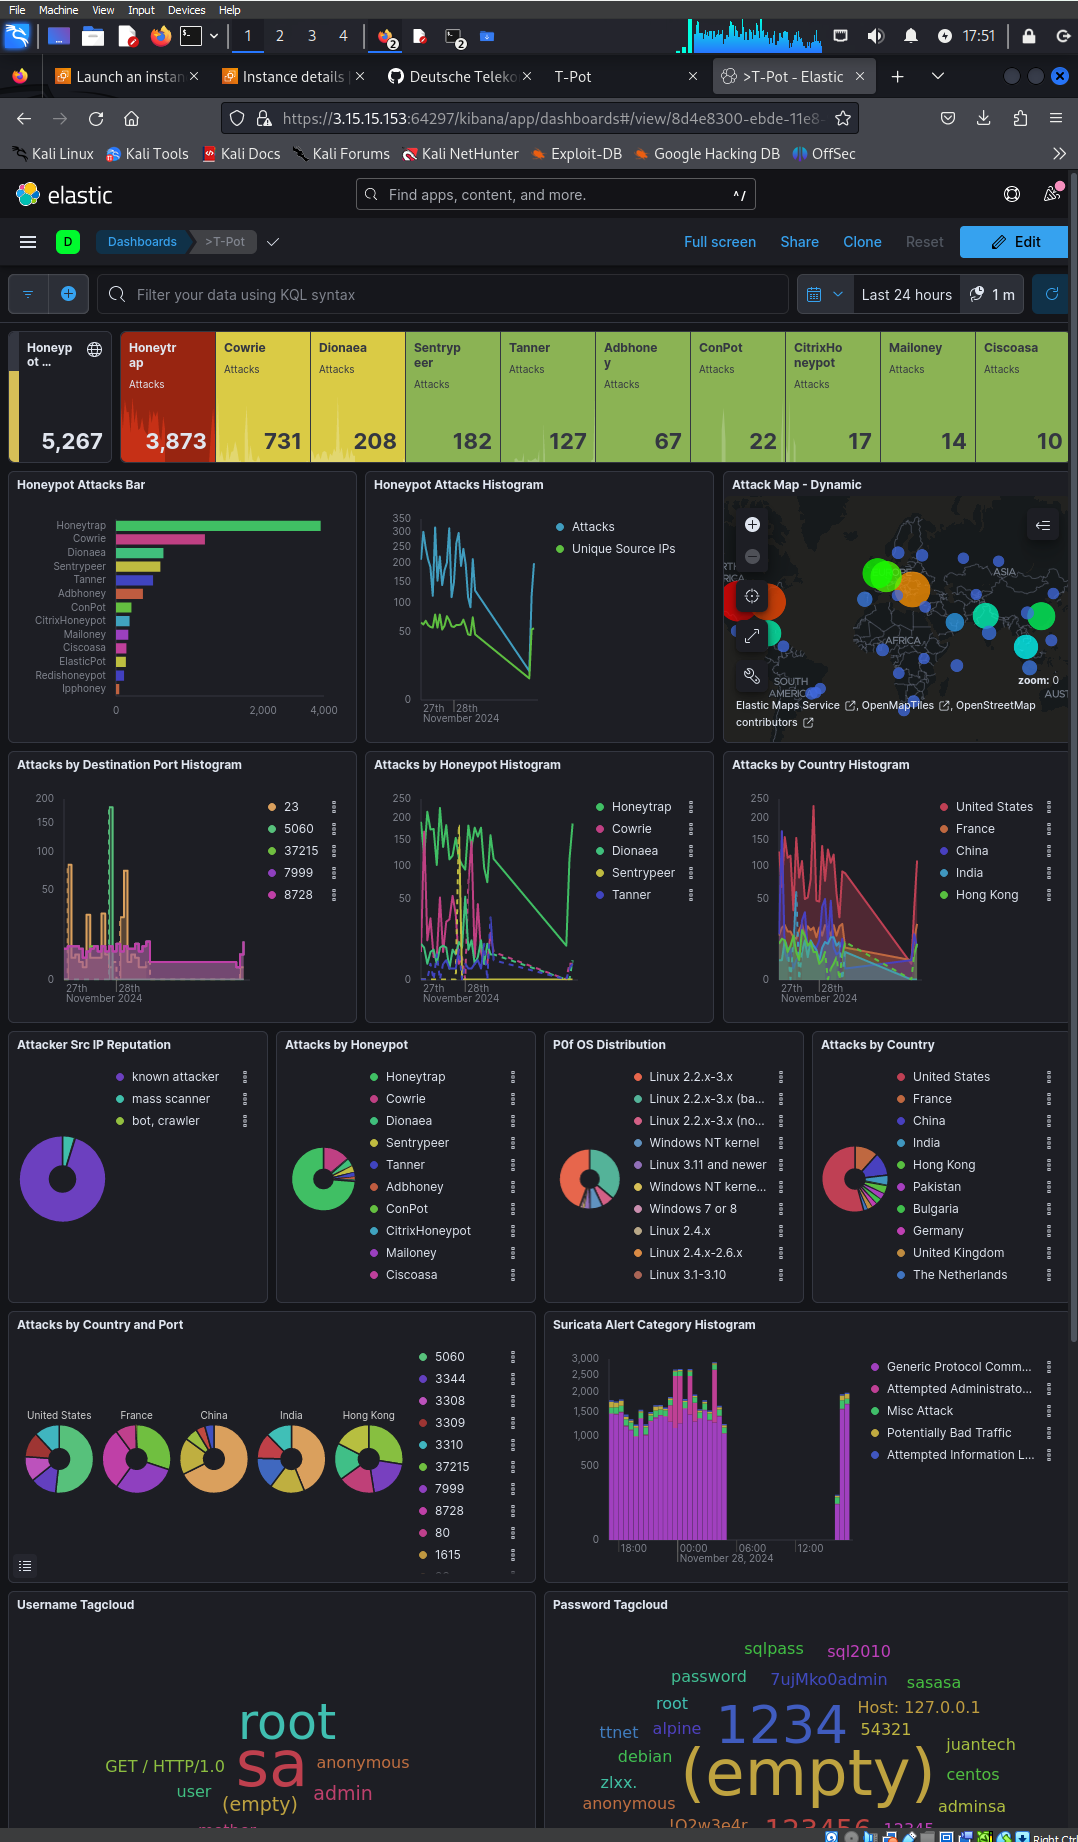 File Machine View Input Devices Help
1 2 3 4 2 2 17:51
Launch an instan Instance details | Deutsche Teleko T-Pot >T-Pot - Elastic
https://3.15.15.153:64297/kibana/app/dashboards#/view/8d4e8300-ebde-11e8-
Kali Linux Kali Tools Kali Docs Kali Forums Kali NetHunter Exploit-DB Google Hacking DB OffSec
elastic Find apps, content, and more. ^/
D Dashboards >T-Pot Full screen Share Clone Reset Edit
Filter your data using KQL syntax Last 24 hours 1 m
Honeyp
ot ...
5,267
Honeytr
ap
Attacks
3,873
Cowrie
Attacks
731
Dionaea
Attacks
208
Sentryp
eer
Attacks
182
Tanner
Attacks
127
Adbhone
y
Attacks
67
ConPot
Attacks
22
CitrixHo
neypot
Attacks
17
Mailoney
Attacks
14
Ciscoasa
Attacks
10
Honeypot Attacks Bar
Honeytrap
Cowrie
Dionaea
Sentrypeer
Tanner
Adbhoney
ConPot
CitrixHoneypot
Mailoney
Ciscoasa
ElasticPot
Redishoneypot
Ipphoney
0 2,000 4,000
Honeypot Attacks Histogram
350
300
250
200
150
100
50
0
27th 28th
November 2024
Attacks
Unique Source IPs
Attack Map - Dynamic
ASIA
AFRICA
SOUTH
AMERICA
AUST
zoom: 0
Elastic Maps Service , OpenMapTiles , OpenStreetMap
contributors
Attacks by Destination Port Histogram
200
150
100
50
0
27th 28th
November 2024
23
5060
37215
7999
8728
Attacks by Honeypot Histogram
250
200
150
100
50
0
27th 28th
November 2024
Honeytrap
Cowrie
Dionaea
Sentrypeer
Tanner
Attacks by Country Histogram
250
200
150
100
50
0
27th 28th
November 2024
United States
France
China
India
Hong Kong
Attacker Src IP Reputation
known attacker
mass scanner
bot, crawler
Attacks by Honeypot
Honeytrap
Cowrie
Dionaea
Sentrypeer
Tanner
Adbhoney
ConPot
CitrixHoneypot
Mailoney
Ciscoasa
P0f OS Distribution
Linux 2.2.x-3.x
Linux 2.2.x-3.x (ba...
Linux 2.2.x-3.x (no...
Windows NT kernel
Linux 3.11 and newer
Windows NT kerne...
Windows 7 or 8
Linux 2.4.x
Linux 2.4.x-2.6.x
Linux 3.1-3.10
Attacks by Country
United States
France
China
India
Hong Kong
Pakistan
Bulgaria
Germany
United Kingdom
The Netherlands
Attacks by Country and Port
United States France China India Hong Kong
5060
3344
3308
3309
3310
37215
7999
8728
80
1615
Suricata Alert Category Histogram
3,000
2,500
2,000
1,500
1,000
500
0
18:00 00:00 06:00 12:00
November 28, 2024
Generic Protocol Comm...
Attempted Administrato...
Misc Attack
Potentially Bad Traffic
Attempted Information L...
Username Tagcloud
root
GET / HTTP/1.0 sa anonymous
user (empty) admin
mother
Password Tagcloud
sqlpass sql2010
password 7ujMko0admin sasasa
root 1234 Host: 127.0.0.1
ttnet alpine 54321
debian (empty) juantech
zlxx. centos
anonymous adminsa
!Q2w3e4r 123456 12345
Right Ctrl